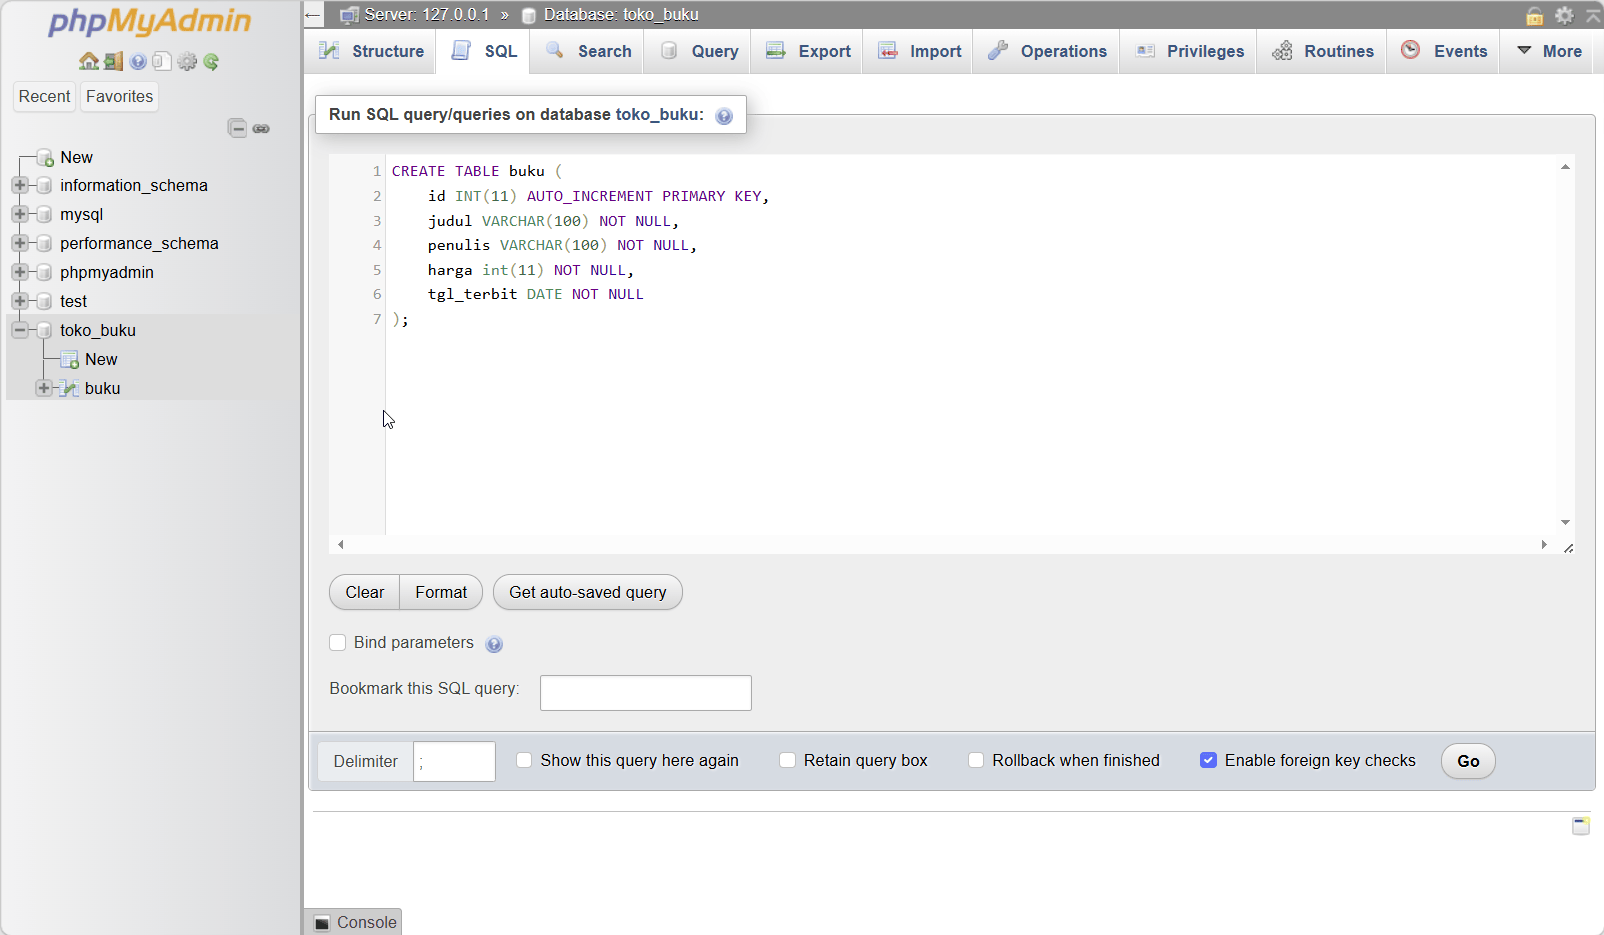 phpMyAdmin
Recent Favorites
New
information_schema
mysql
performance_schema
phpmyadmin
test
toko_buku
New
buku
← Server: 127.0.0.1 » Database: toko_buku
Structure SQL Search Query Export Import Operations Privileges Routines Events More
Run SQL query/queries on database toko_buku:
1 CREATE TABLE buku (
2 id INT(11) AUTO_INCREMENT PRIMARY KEY,
3 judul VARCHAR(100) NOT NULL,
4 penulis VARCHAR(100) NOT NULL,
5 harga int(11) NOT NULL,
6 tgl_terbit DATE NOT NULL
7 );
Clear Format Get auto-saved query
Bind parameters
Bookmark this SQL query:
Delimiter ; Show this query here again Retain query box Rollback when finished Enable foreign key checks Go
Console